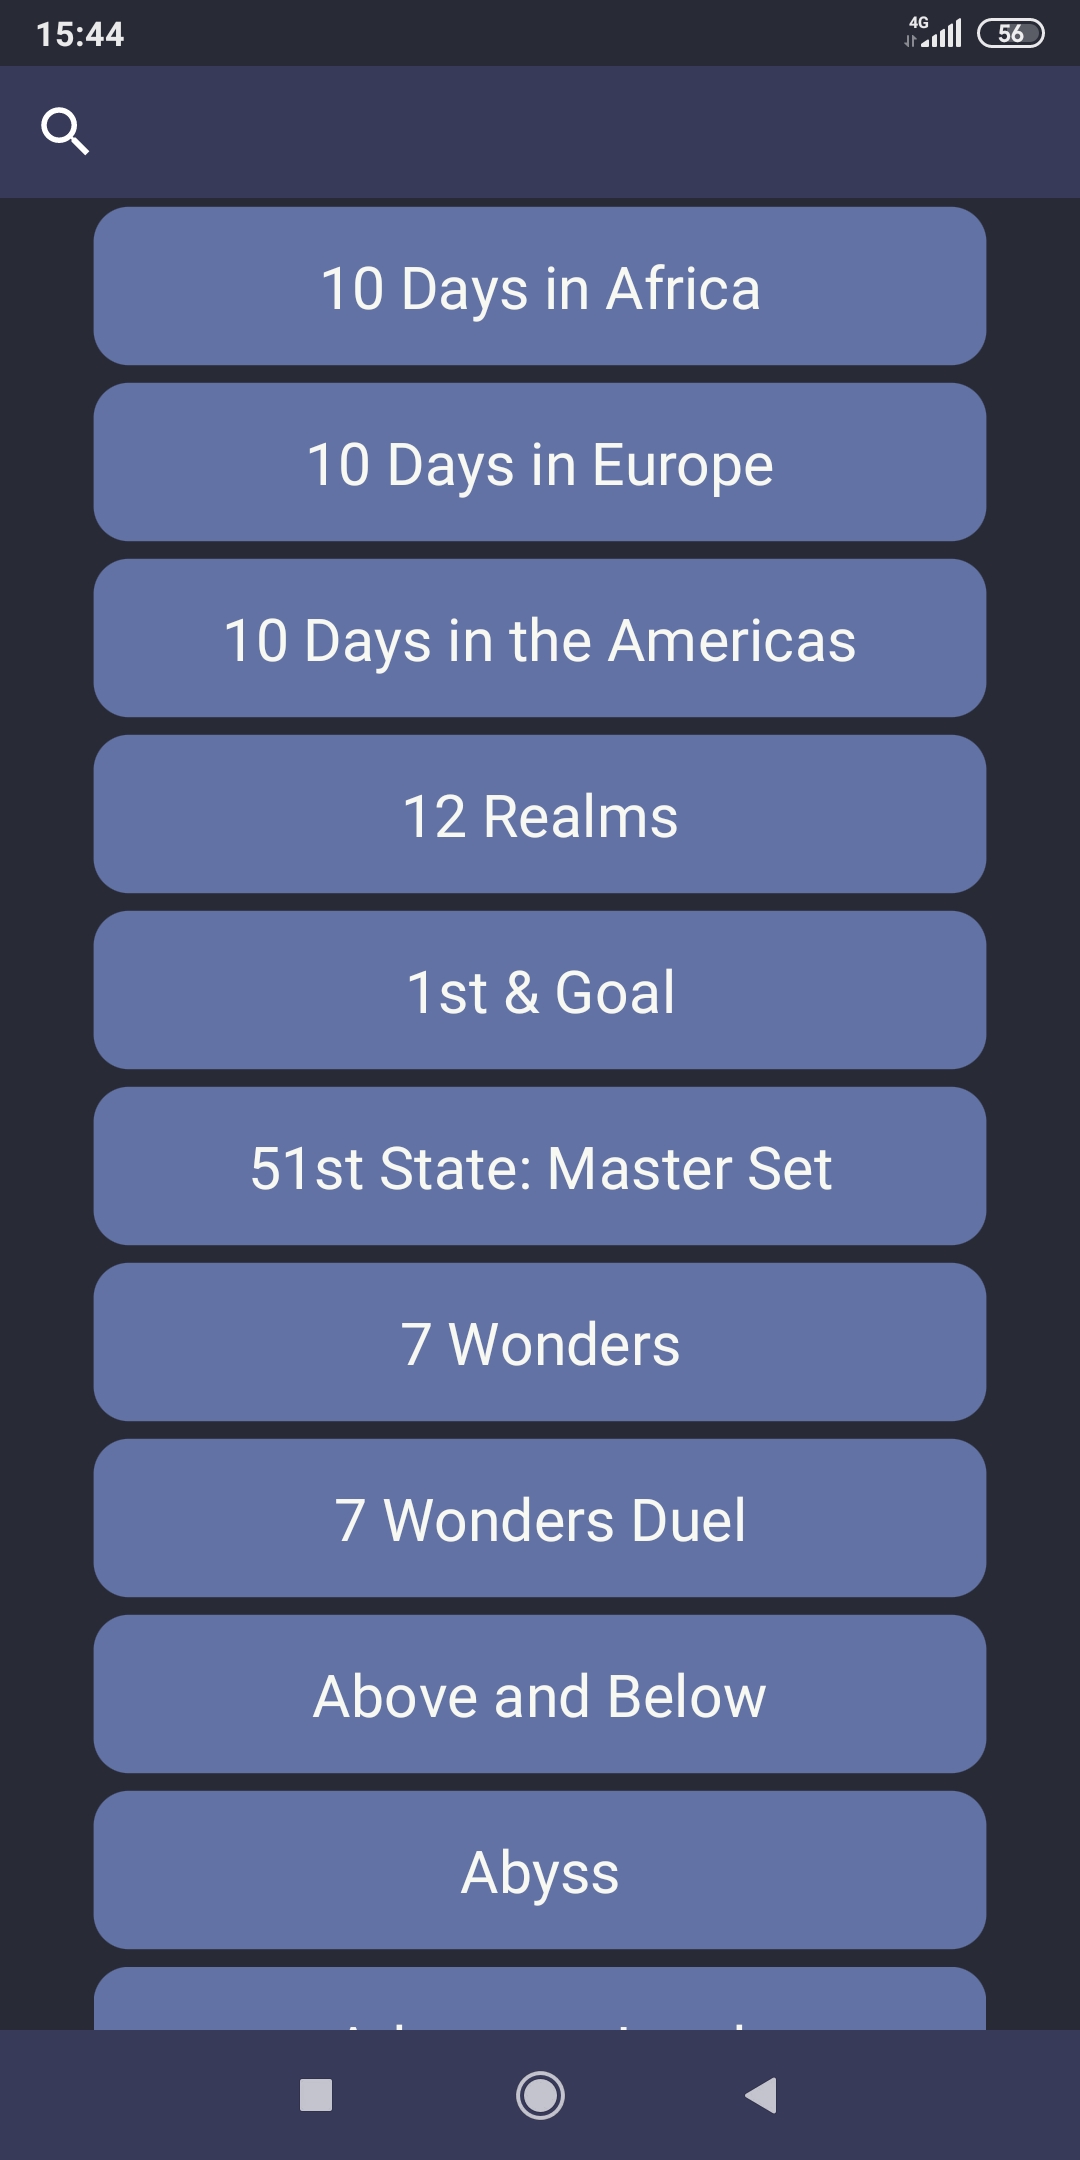 15:44
4G
56
10 Days in Africa
10 Days in Europe
10 Days in the Americas
12 Realms
1st & Goal
51st State: Master Set
7 Wonders
7 Wonders Duel
Above and Below
Abyss